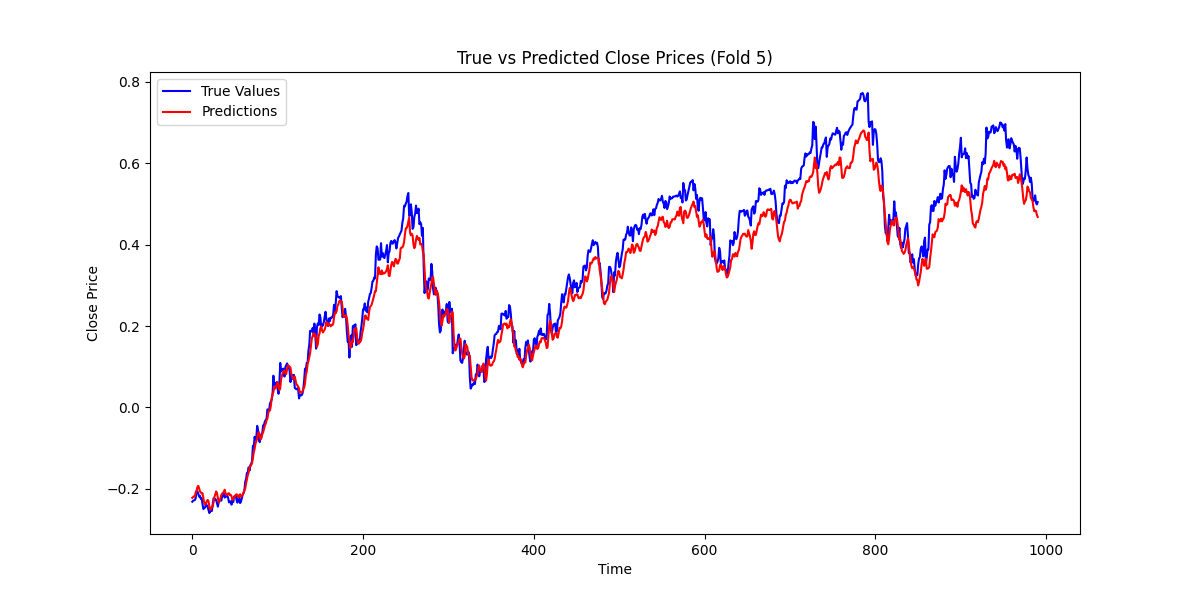 True vs Predicted Close Prices (Fold 5)
True Values
Predictions
0.8
0.6
0.4
0.2
0.0
−0.2
Close Price
0 200 400 600 800 1000
Time